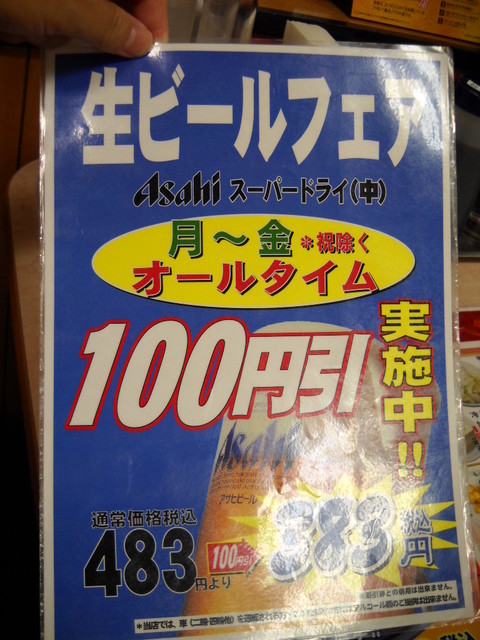 生ビールフェア
Asahi スーパードライ(中)
月～金 *祝除く
オールタイム
100円引
実施中!!
Asahi
アサヒビール
通常価格税込
483円より
100円引
383円 税込